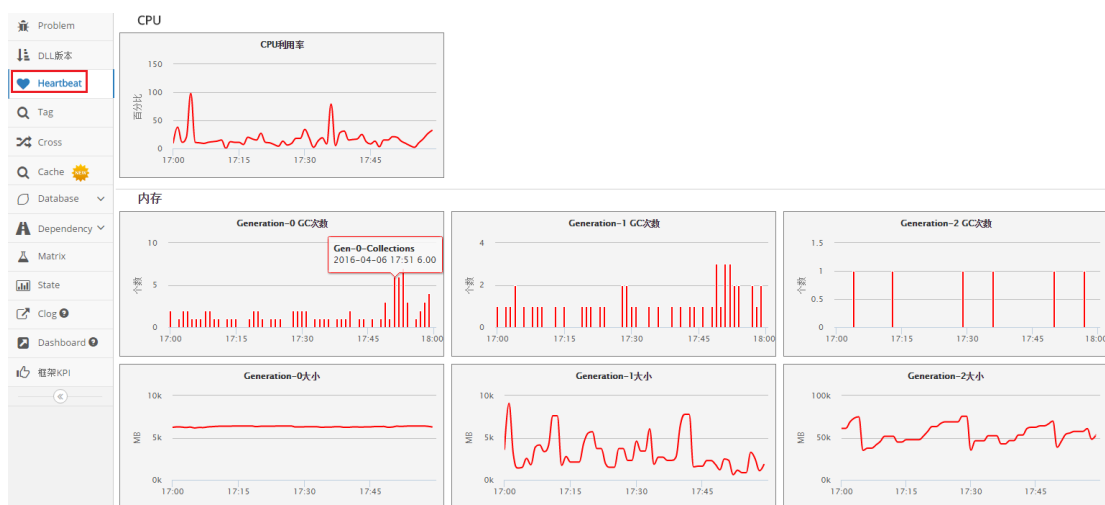 Problem
DLL版本
Heartbeat
Tag
Cross
Cache NEW
Database
Dependency
Matrix
State
Clog ?
Dashboard ?
框架KPI
CPU
CPU利用率
百分比
150
100
50
0
17:00 17:15 17:30 17:45
内存
Generation-0 GC次数
个数
10
5
0
17:00 17:15 17:30 17:45 18:00
Gen-0-Collections
2016-04-06 17:51 6.00
Generation-1 GC次数
个数
4
2
0
17:00 17:15 17:30 17:45 18:00
Generation-2 GC次数
个数
1.5
1
0.5
0
17:00 17:15 17:30 17:45 18:00
Generation-0大小
MB
10k
5k
0k
17:00 17:15 17:30 17:45
Generation-1大小
MB
10k
5k
0k
17:00 17:15 17:30 17:45
Generation-2大小
MB
100k
50k
0k
17:00 17:15 17:30 17:45